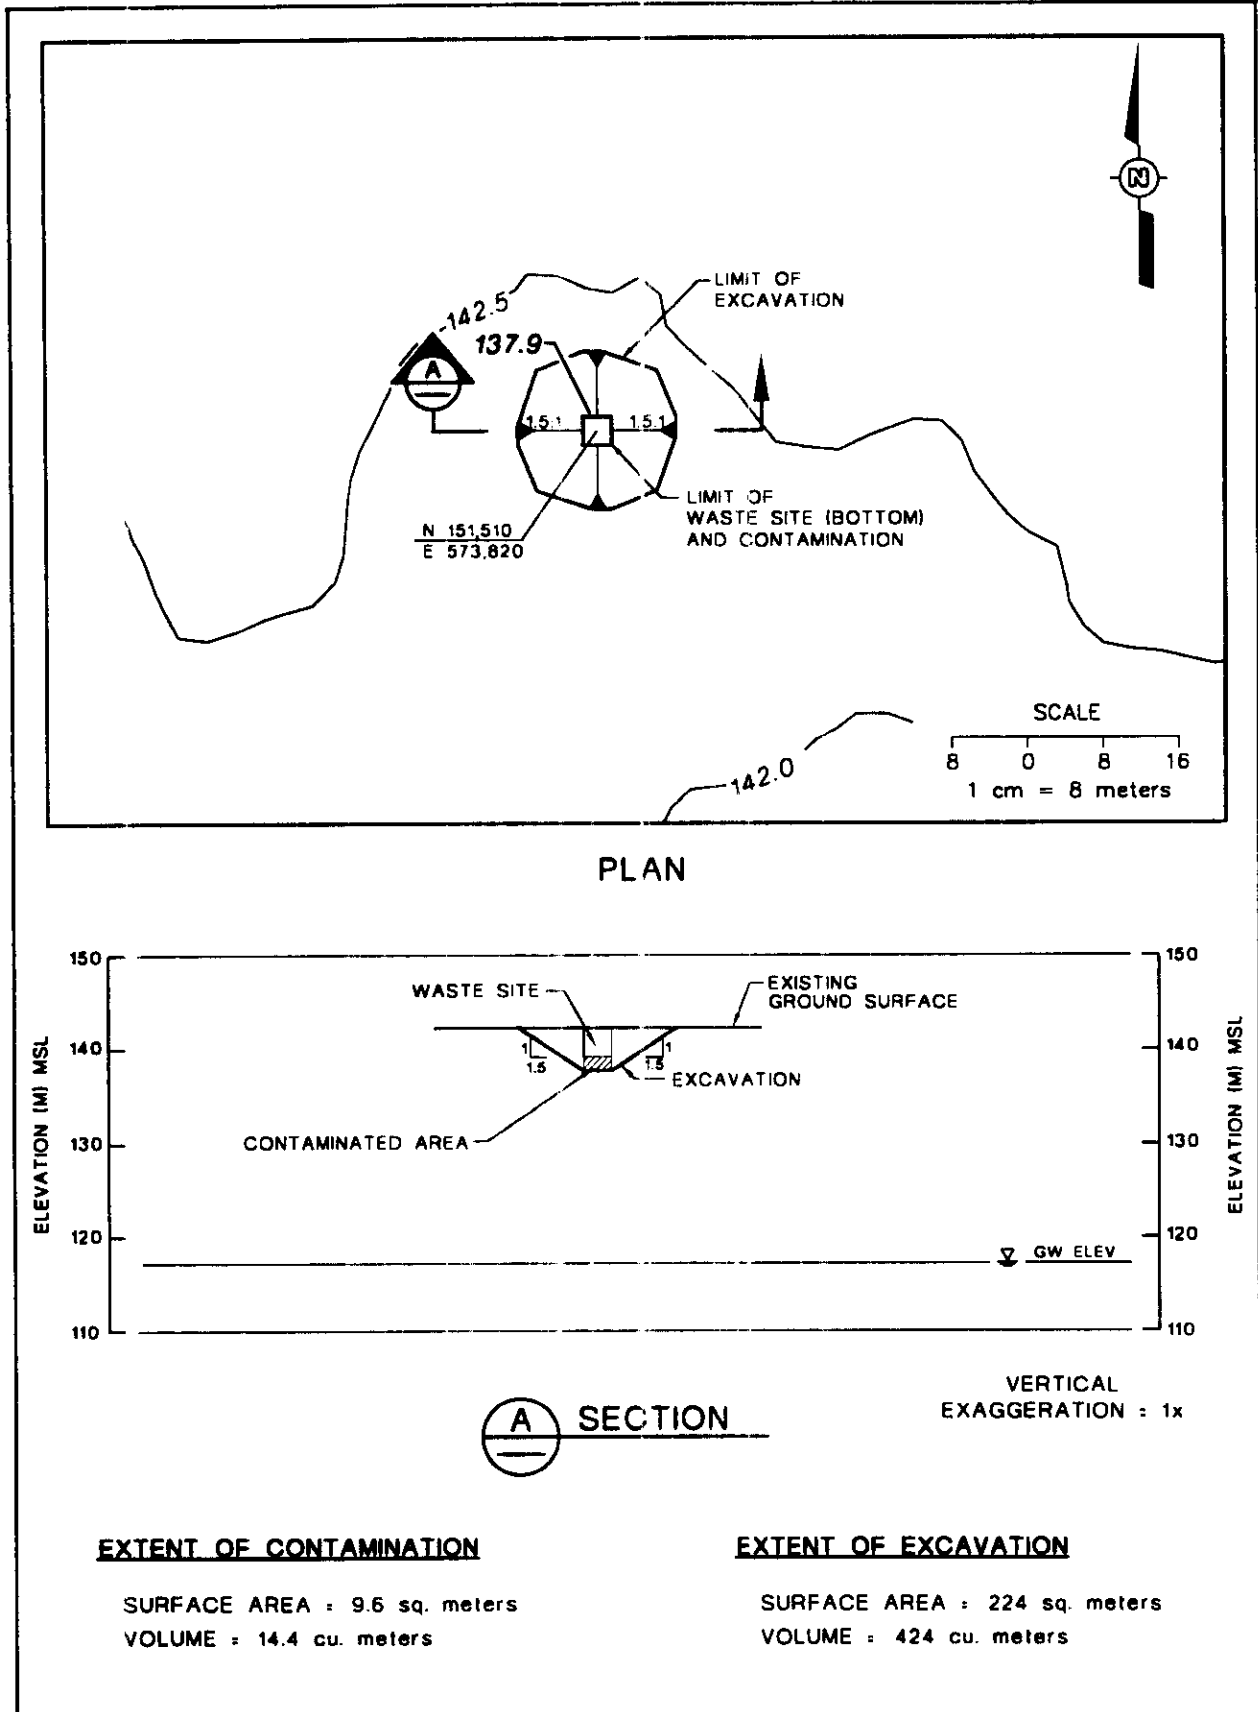 N
LIMIT OF
EXCAVATION
142.5
137.9
A
1.5:1 1.5:1
LIMIT OF
WASTE SITE (BOTTOM)
AND CONTAMINATION
N 151,510
E 573,820
SCALE
8 0 8 16
1 cm = 8 meters
142.0
PLAN
150 150
WASTE SITE
EXISTING
GROUND SURFACE
140 1 1 140
1.5 1.5
EXCAVATION
CONTAMINATED AREA
130 130
ELEVATION (M) MSL
ELEVATION (M) MSL
120 120
GW ELEV
110 110
VERTICAL
EXAGGERATION : 1x
A SECTION
EXTENT OF CONTAMINATION
SURFACE AREA : 9.6 sq. meters
VOLUME : 14.4 cu. meters
EXTENT OF EXCAVATION
SURFACE AREA : 224 sq. meters
VOLUME : 424 cu. meters